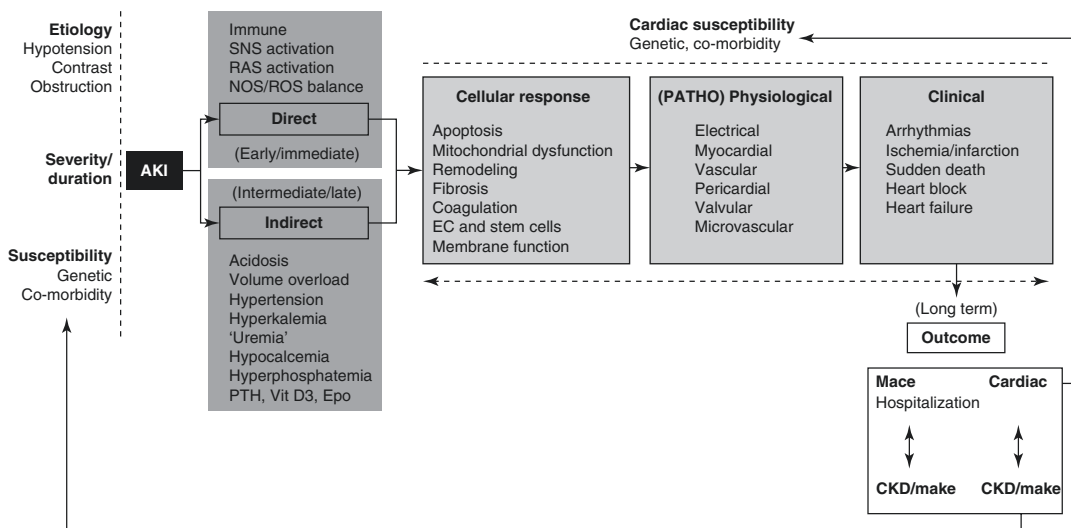 Etiology
Hypotension
Contrast
Obstruction
Severity/
duration
Susceptibility
Genetic
Co-morbidity
AKI
Immune
SNS activation
RAS activation
NOS/ROS balance
Direct
(Early/immediate)
(Intermediate/late)
Indirect
Acidosis
Volume overload
Hypertension
Hyperkalemia
‘Uremia’
Hypocalcemia
Hyperphosphatemia
PTH, Vit D3, Epo
Cardiac susceptibility
Genetic, co-morbidity
Cellular response
Apoptosis
Mitochondrial dysfunction
Remodeling
Fibrosis
Coagulation
EC and stem cells
Membrane function
(PATHO) Physiological
Electrical
Myocardial
Vascular
Pericardial
Valvular
Microvascular
Clinical
Arrhythmias
Ischemia/infarction
Sudden death
Heart block
Heart failure
(Long term)
Outcome
Mace Cardiac
Hospitalization
CKD/make CKD/make